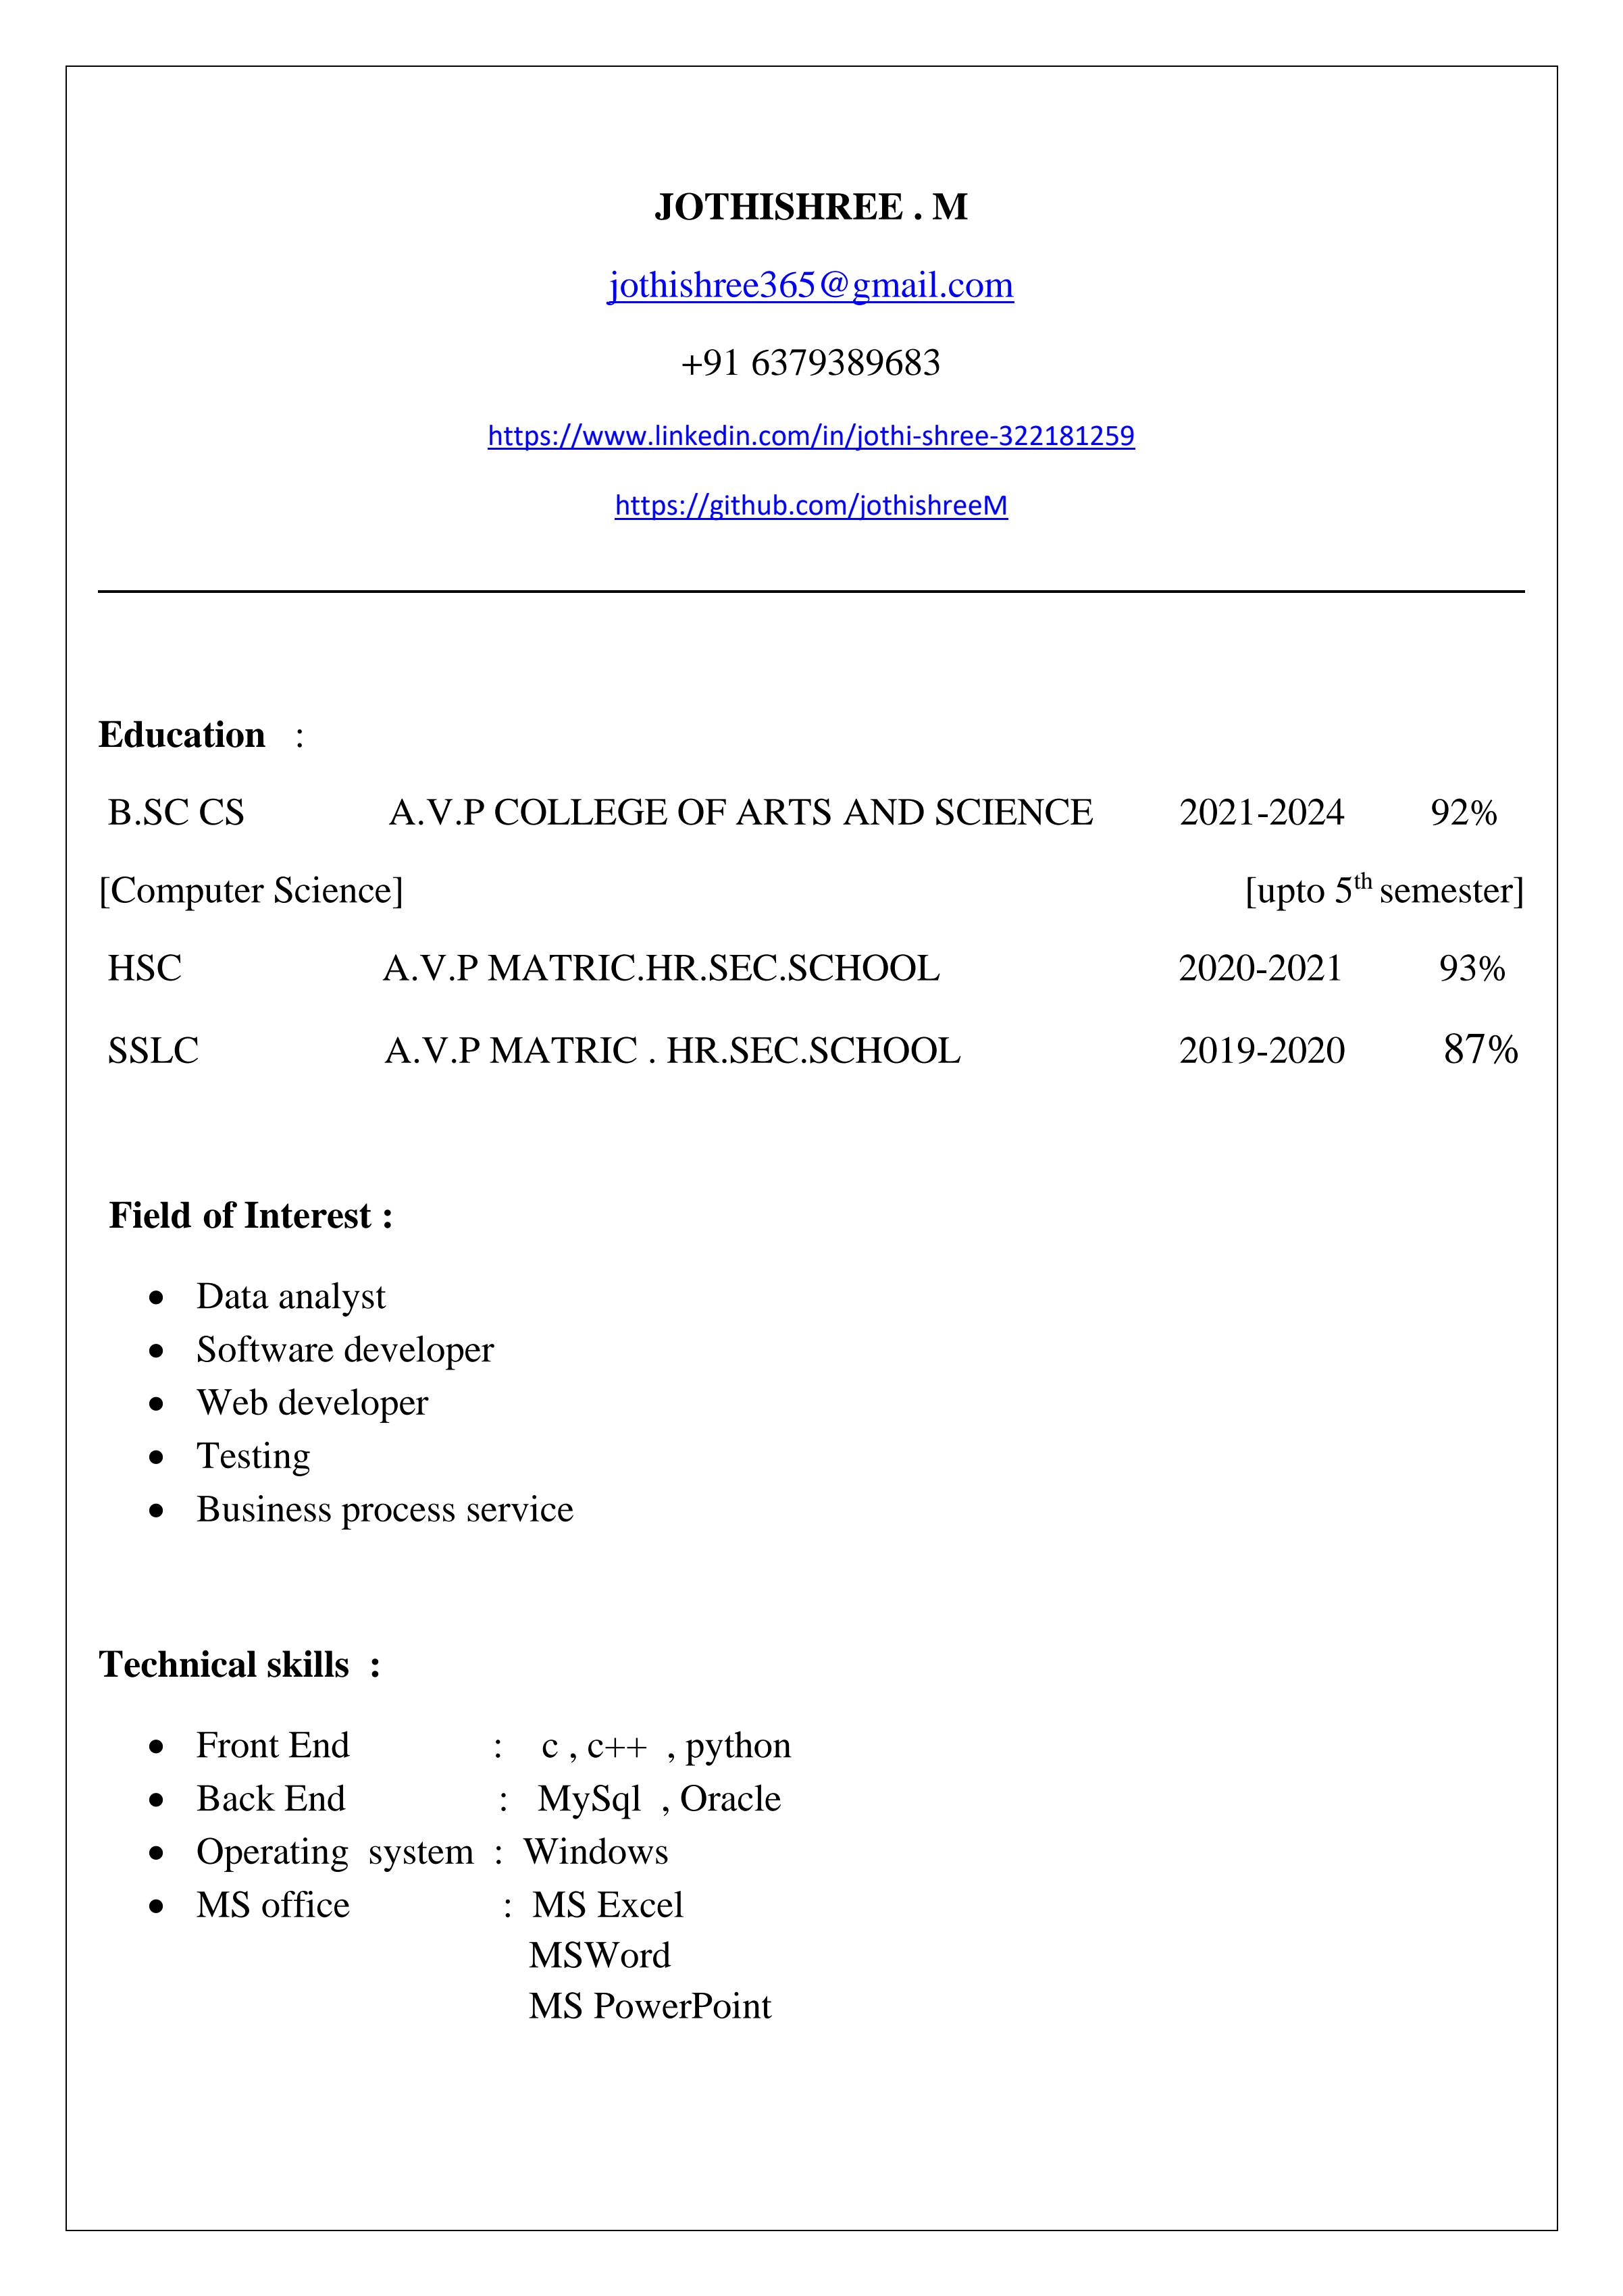 JOTHISHREE . M
jothishree365@gmail.com
+91 6379389683
https://www.linkedin.com/in/jothi-shree-322181259
https://github.com/jothishreeM
Education :
B.SC CS A.V.P COLLEGE OF ARTS AND SCIENCE 2021-2024 92%
[Computer Science] [upto 5th semester]
HSC A.V.P MATRIC.HR.SEC.SCHOOL 2020-2021 93%
SSLC A.V.P MATRIC . HR.SEC.SCHOOL 2019-2020 87%
Field of Interest :
• Data analyst
• Software developer
• Web developer
• Testing
• Business process service
Technical skills :
• Front End : c , c++ , python
• Back End : MySql , Oracle
• Operating system : Windows
• MS office : MS Excel
MSWord
MS PowerPoint